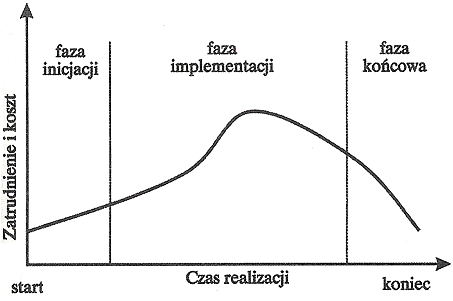 faza
inicjacji
faza
implementacji
faza
końcowa
Zatrudnienie i koszt
start
Czas realizacji
koniec